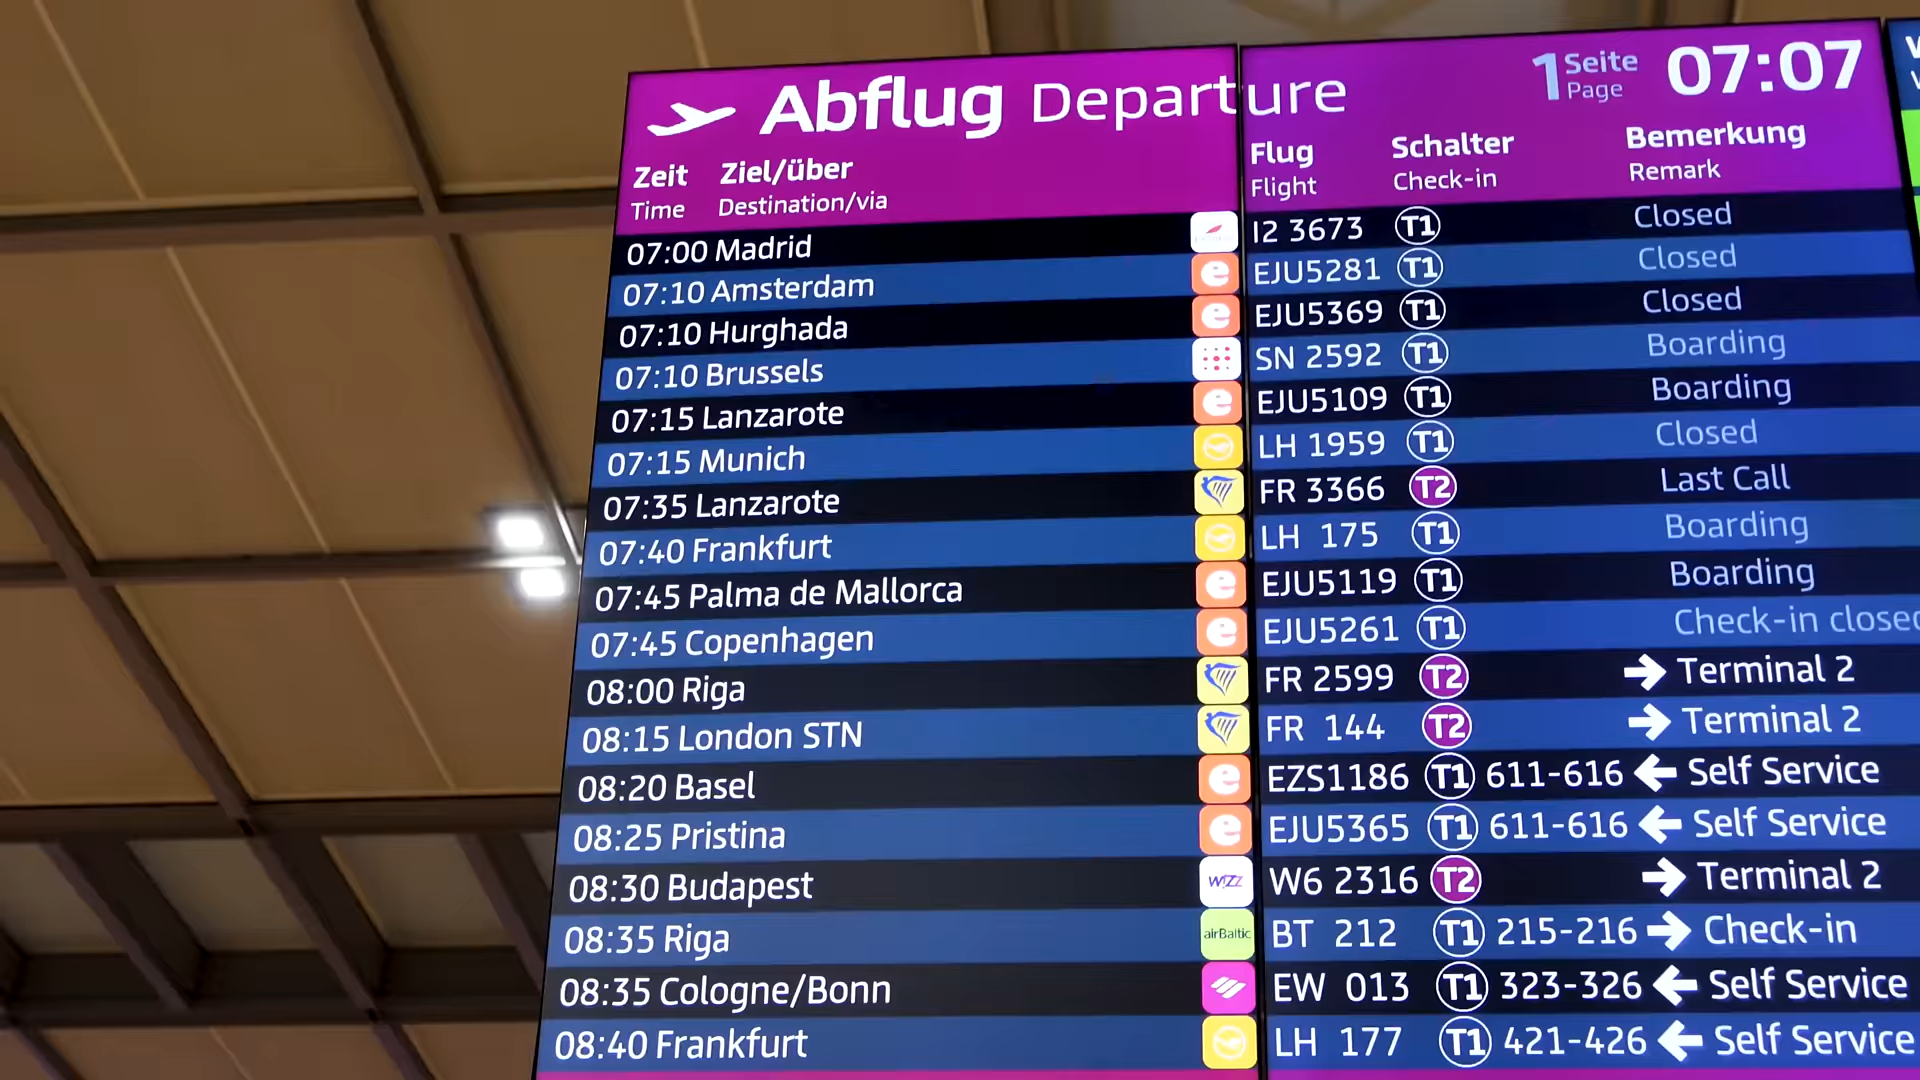 Abflug Departure 1 Seite Page 07:07
Zeit Ziel/über Flug Schalter Bemerkung
Time Destination/via Flight Check-in Remark
07:00 Madrid I2 3673 T1 Closed
07:10 Amsterdam e EJU5281 T1 Closed
07:10 Hurghada e EJU5369 T1 Closed
07:10 Brussels SN 2592 T1 Boarding
07:15 Lanzarote e EJU5109 T1 Boarding
07:15 Munich LH 1959 T1 Closed
07:35 Lanzarote FR 3366 T2 Last Call
07:40 Frankfurt LH 175 T1 Boarding
07:45 Palma de Mallorca e EJU5119 T1 Boarding
07:45 Copenhagen e EJU5261 T1 Check-in closed
08:00 Riga FR 2599 T2 → Terminal 2
08:15 London STN FR 144 T2 → Terminal 2
08:20 Basel e EZS1186 T1 611-616 ← Self Service
08:25 Pristina e EJU5365 T1 611-616 ← Self Service
08:30 Budapest WIZZ W6 2316 T2 → Terminal 2
08:35 Riga airBaltic BT 212 T1 215-216 → Check-in
08:35 Cologne/Bonn EW 013 T1 323-326 ← Self Service
08:40 Frankfurt LH 177 T1 421-426 ← Self Service